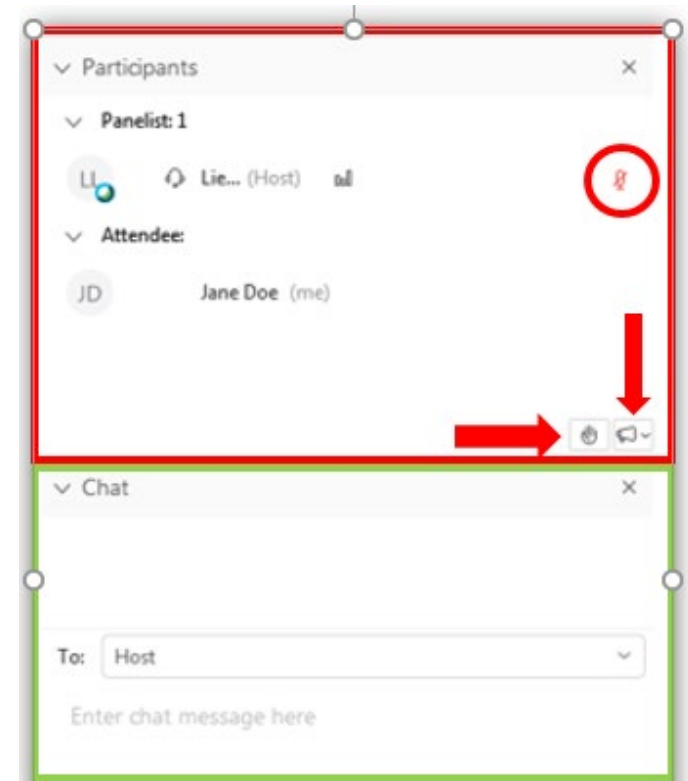 Participants
Panelist: 1
LL Lie... (Host)
Attendee:
JD Jane Doe (me)
Chat
To: Host
Enter chat message here